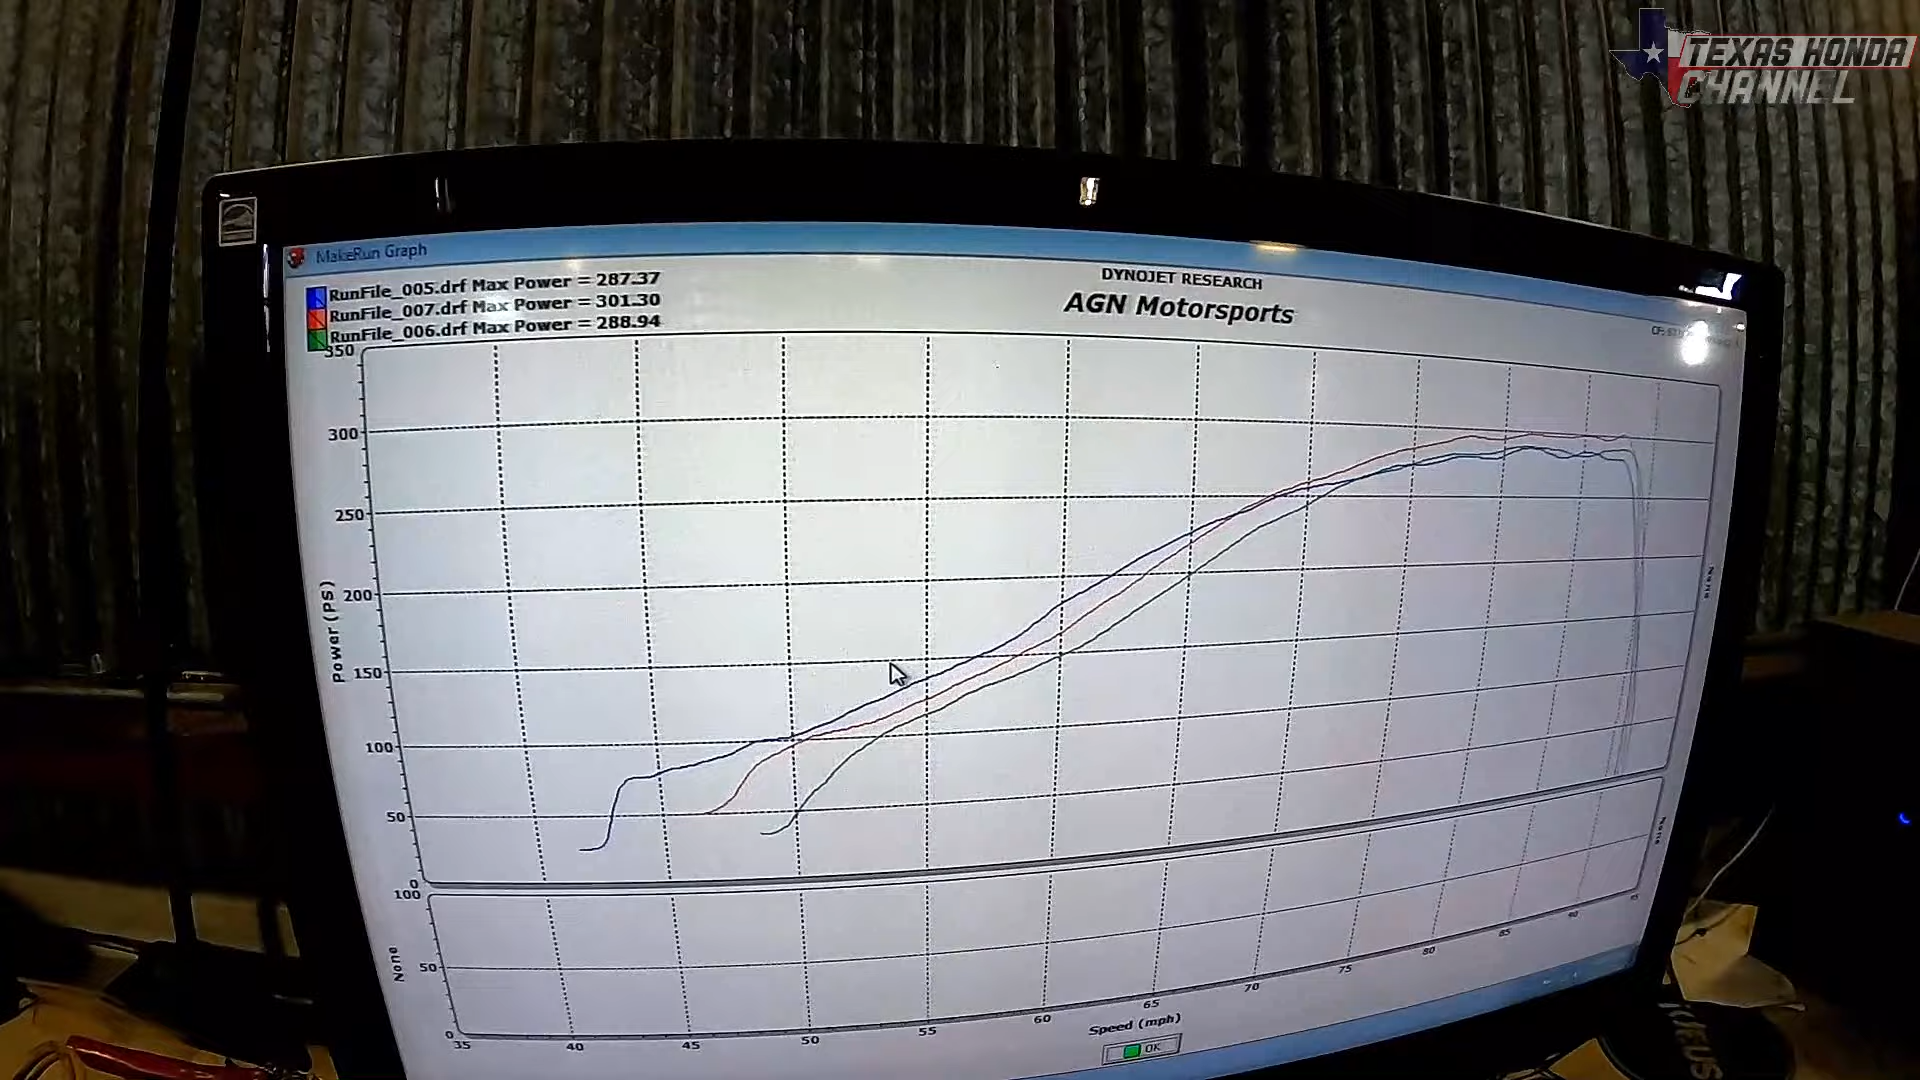 TEXAS HONDA
CHANNEL
MakeRun Graph
RunFile_005.drf Max Power = 287.37
RunFile_007.drf Max Power = 301.30
RunFile_006.drf Max Power = 288.94
DYNOJET RESEARCH
AGN Motorsports
350
300
250
200
150
100
50
0
Power (PS)
100
50
0
None
35
40
45
50
55
60
65
70
75
80
85
90
95
Speed (mph)
OK